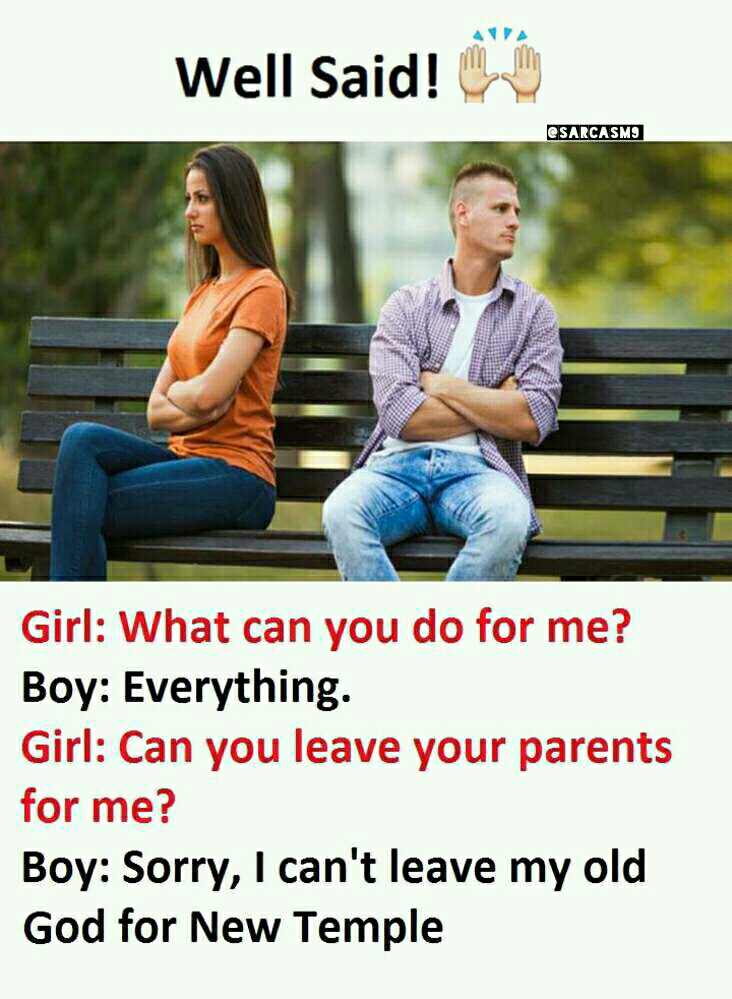 Well Said! 🙌
@SARCASM9
Girl: What can you do for me?
Boy: Everything.
Girl: Can you leave your parents
for me?
Boy: Sorry, I can't leave my old
God for New Temple